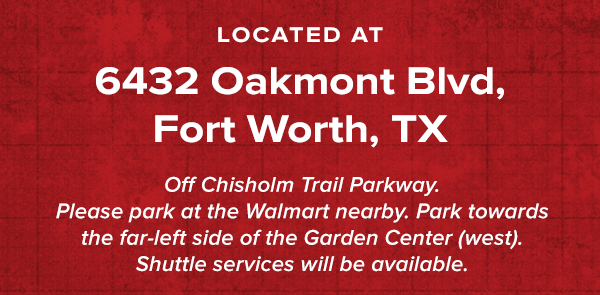 LOCATED AT
6432 Oakmont Blvd,
Fort Worth, TX
Off Chisholm Trail Parkway.
Please park at the Walmart nearby. Park towards
the far-left side of the Garden Center (west).
Shuttle services will be available.